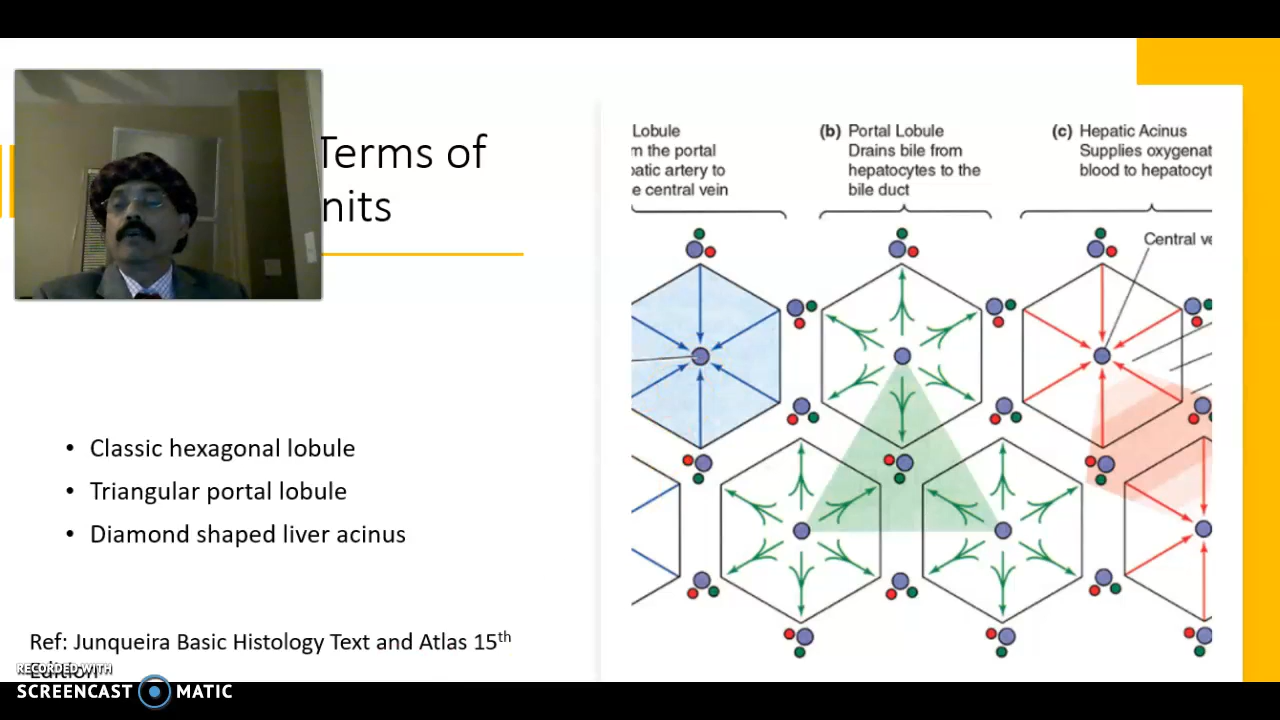 Terms of
nits
• Classic hexagonal lobule
• Triangular portal lobule
• Diamond shaped liver acinus
Ref: Junqueira Basic Histology Text and Atlas 15th
Edition
Lobule
m the portal
patic artery to
e central vein
(b) Portal Lobule
Drains bile from
hepatocytes to the
bile duct
(c) Hepatic Acinus
Supplies oxygenat
blood to hepatocyt
Central ve
RECORDED WITH
SCREENCAST MATIC